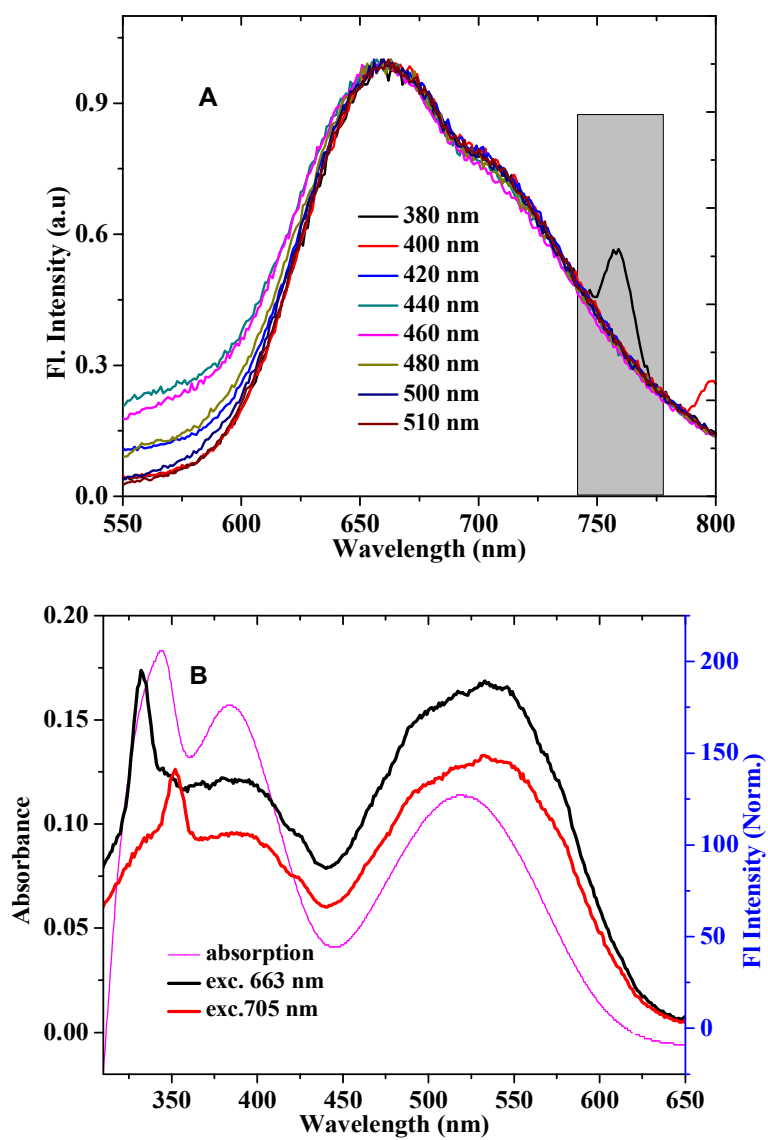 A
0.9
0.6
0.3
0.0
Fl. Intensity (a.u)
380 nm
400 nm
420 nm
440 nm
460 nm
480 nm
500 nm
510 nm
550 600 650 700 750 800
Wavelength (nm)
B
0.20
0.15
0.10
0.05
0.00
Absorbance
200
150
100
50
0
Fl Intensity (Norm.)
absorption
exc. 663 nm
exc.705 nm
350 400 450 500 550 600 650
Wavelength (nm)